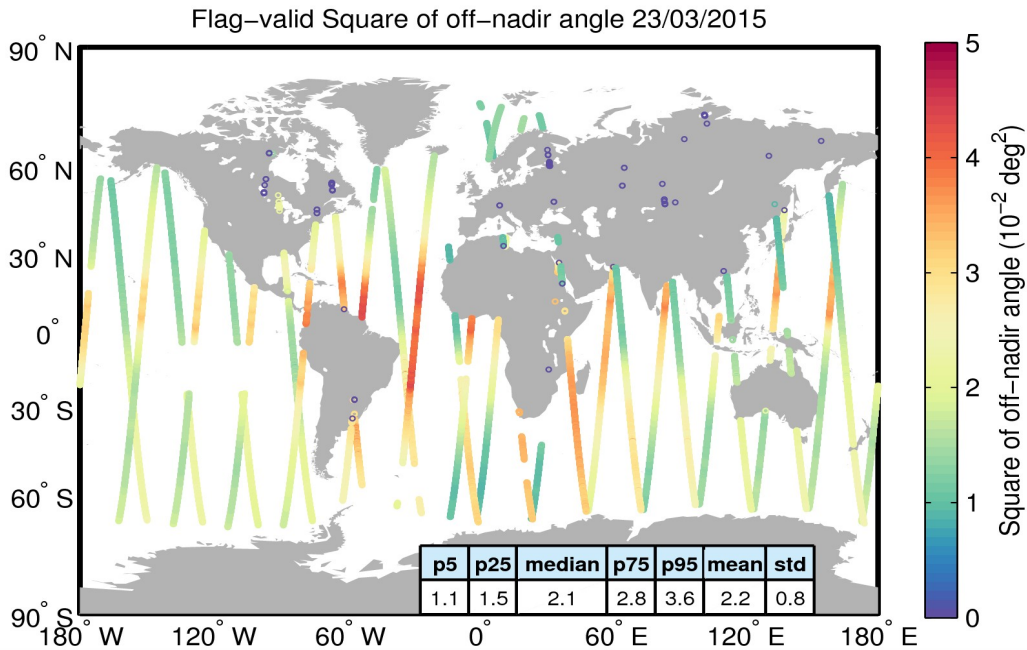 Flag−valid Square of off−nadir angle 23/03/2015
90° N
60° N
30° N
0°
30° S
60° S
90° S
180° W
120° W
60° W
0°
60° E
120° E
180° E
p5 p25 median p75 p95 mean std
1.1 1.5 2.1 2.8 3.6 2.2 0.8
5
4
3
2
1
0
Square of off−nadir angle (10⁻² deg²)